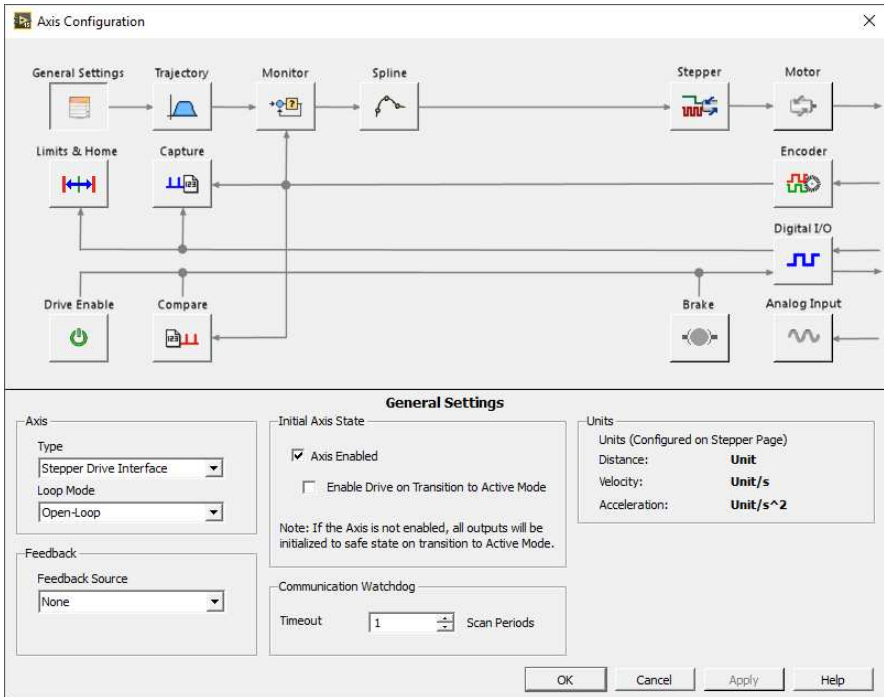 Axis Configuration
General Settings
Trajectory
Monitor
Spline
Stepper
Motor
Limits & Home
Capture
Encoder
Digital I/O
Drive Enable
Compare
Brake
Analog Input
General Settings
Axis
Type
Stepper Drive Interface
Loop Mode
Open-Loop
Feedback
Feedback Source
None
Initial Axis State
Axis Enabled
Enable Drive on Transition to Active Mode
Note: If the Axis is not enabled, all outputs will be
initialized to safe state on transition to Active Mode.
Communication Watchdog
Timeout 1 Scan Periods
Units
Units (Configured on Stepper Page)
Distance: Unit
Velocity: Unit/s
Acceleration: Unit/s^2
OK Cancel Apply Help